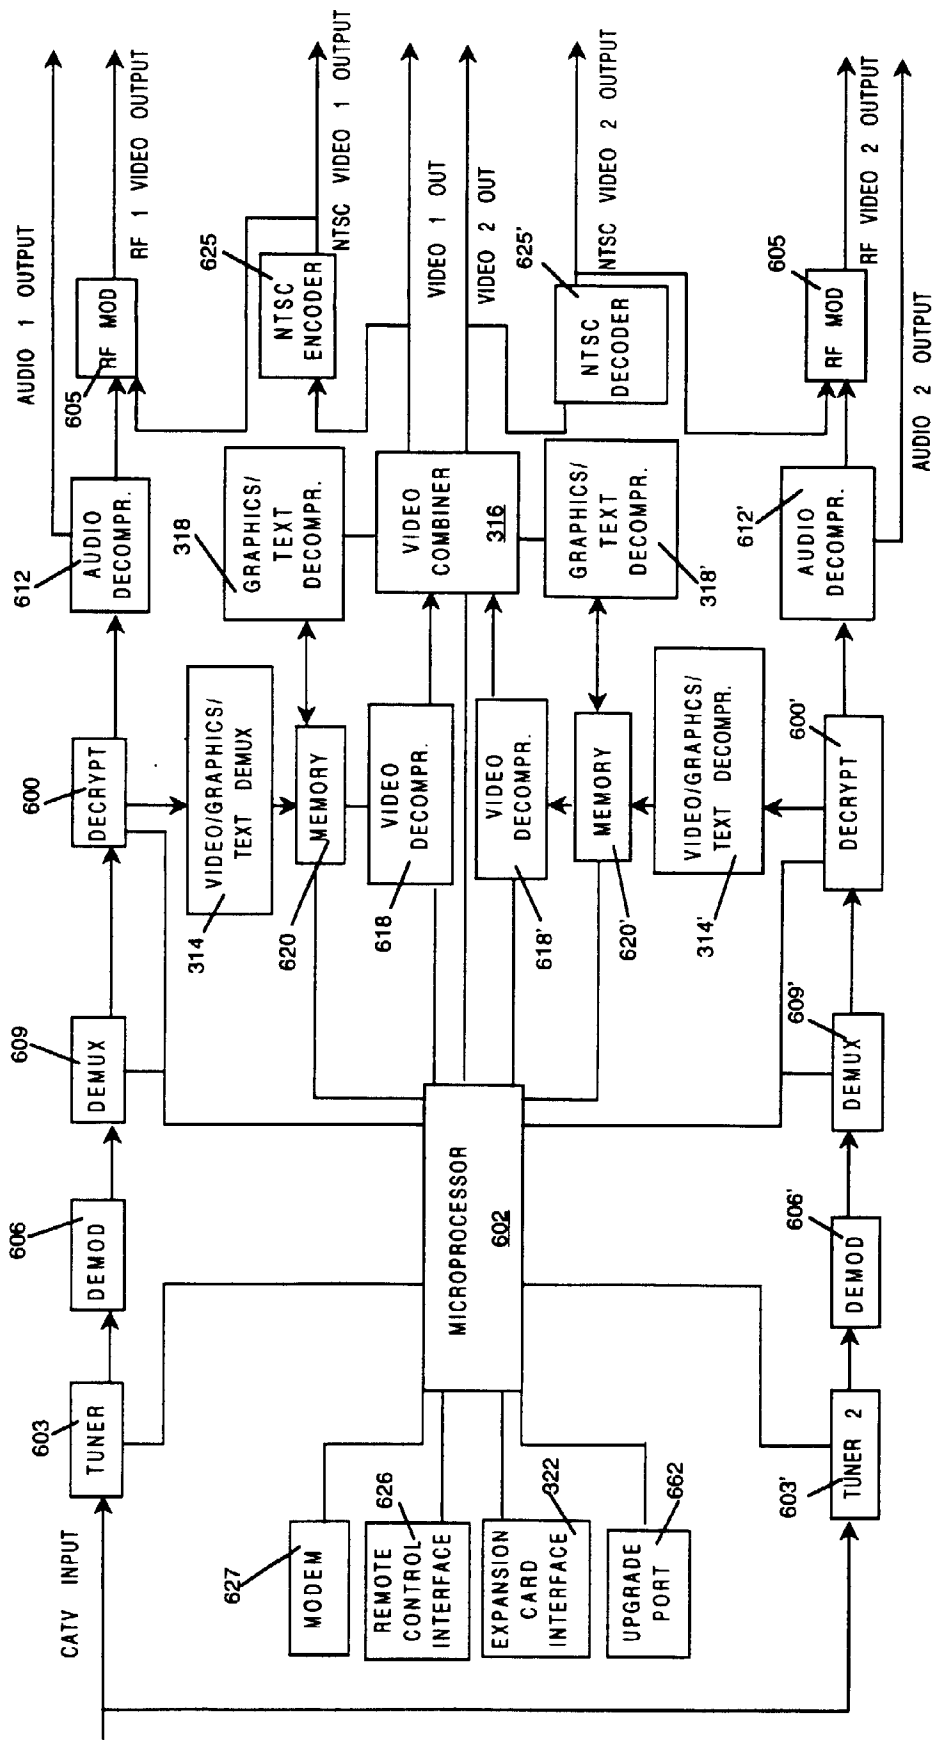 CATV INPUT
603
TUNER
606
DEMOD
609
DEMUX
600
DECRYPT
612
AUDIO
DECOMPR.
605
RF MOD
AUDIO 1 OUTPUT
RF 1 VIDEO OUTPUT
314
VIDEO/GRAPHICS/
TEXT DEMUX
318
GRAPHICS/
TEXT
DECOMPR.
625
NTSC
ENCODER
NTSC VIDEO 1 OUTPUT
620
MEMORY
618
VIDEO
DECOMPR.
VIDEO
COMBINER
316
VIDEO 1 OUT
VIDEO 2 OUT
627
MODEM
626
REMOTE
CONTROL
INTERFACE
322
EXPANSION
CARD
INTERFACE
662
UPGRADE
PORT
MICROPROCESSOR
602
618'
VIDEO
DECOMPR.
620'
MEMORY
GRAPHICS/
TEXT
DECOMPR.
318'
625'
NTSC
DECODER
NTSC VIDEO 2 OUTPUT
314'
VIDEO/GRAPHCS/
TEXT DECOMPR.
603'
TUNER 2
606'
DEMOD
609'
DEMUX
600'
DECRYPT
612'
AUDIO
DECOMPR.
605
RF MOD
RF VIDEO 2 OUTPUT
AUDIO 2 OUTPUT